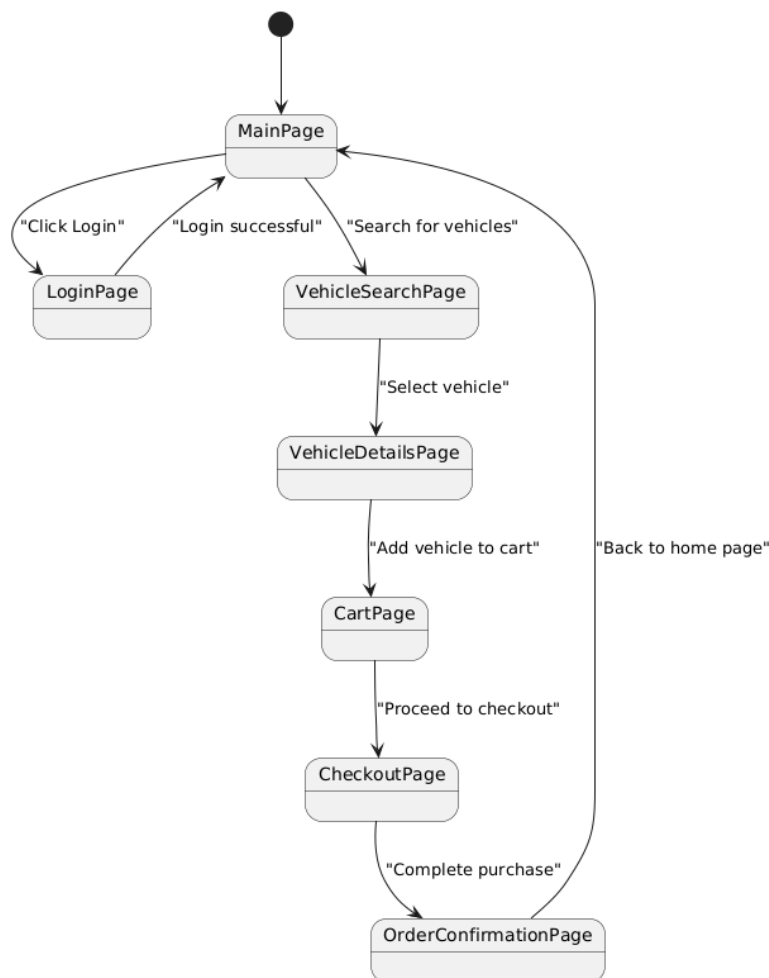 MainPage
"Click Login"
"Login successful"
"Search for vehicles"
LoginPage
VehicleSearchPage
"Select vehicle"
VehicleDetailsPage
"Add vehicle to cart"
"Back to home page"
CartPage
"Proceed to checkout"
CheckoutPage
"Complete purchase"
OrderConfirmationPage